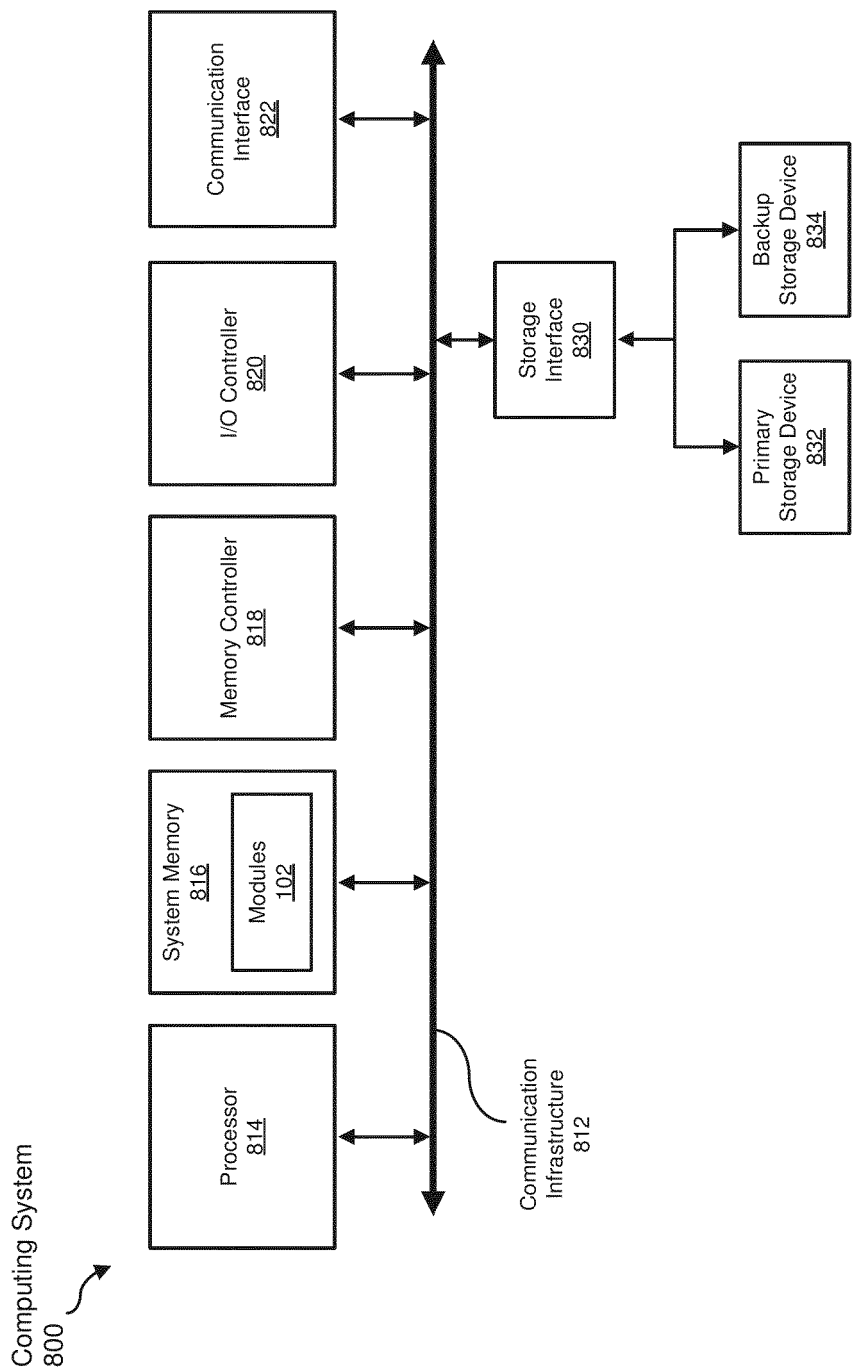 Computing System
800
Processor
814
System Memory
816
Modules
102
Memory Controller
818
I/O Controller
820
Communication
Interface
822
Communication
Infrastructure
812
Storage
Interface
830
Primary
Storage Device
832
Backup
Storage Device
834